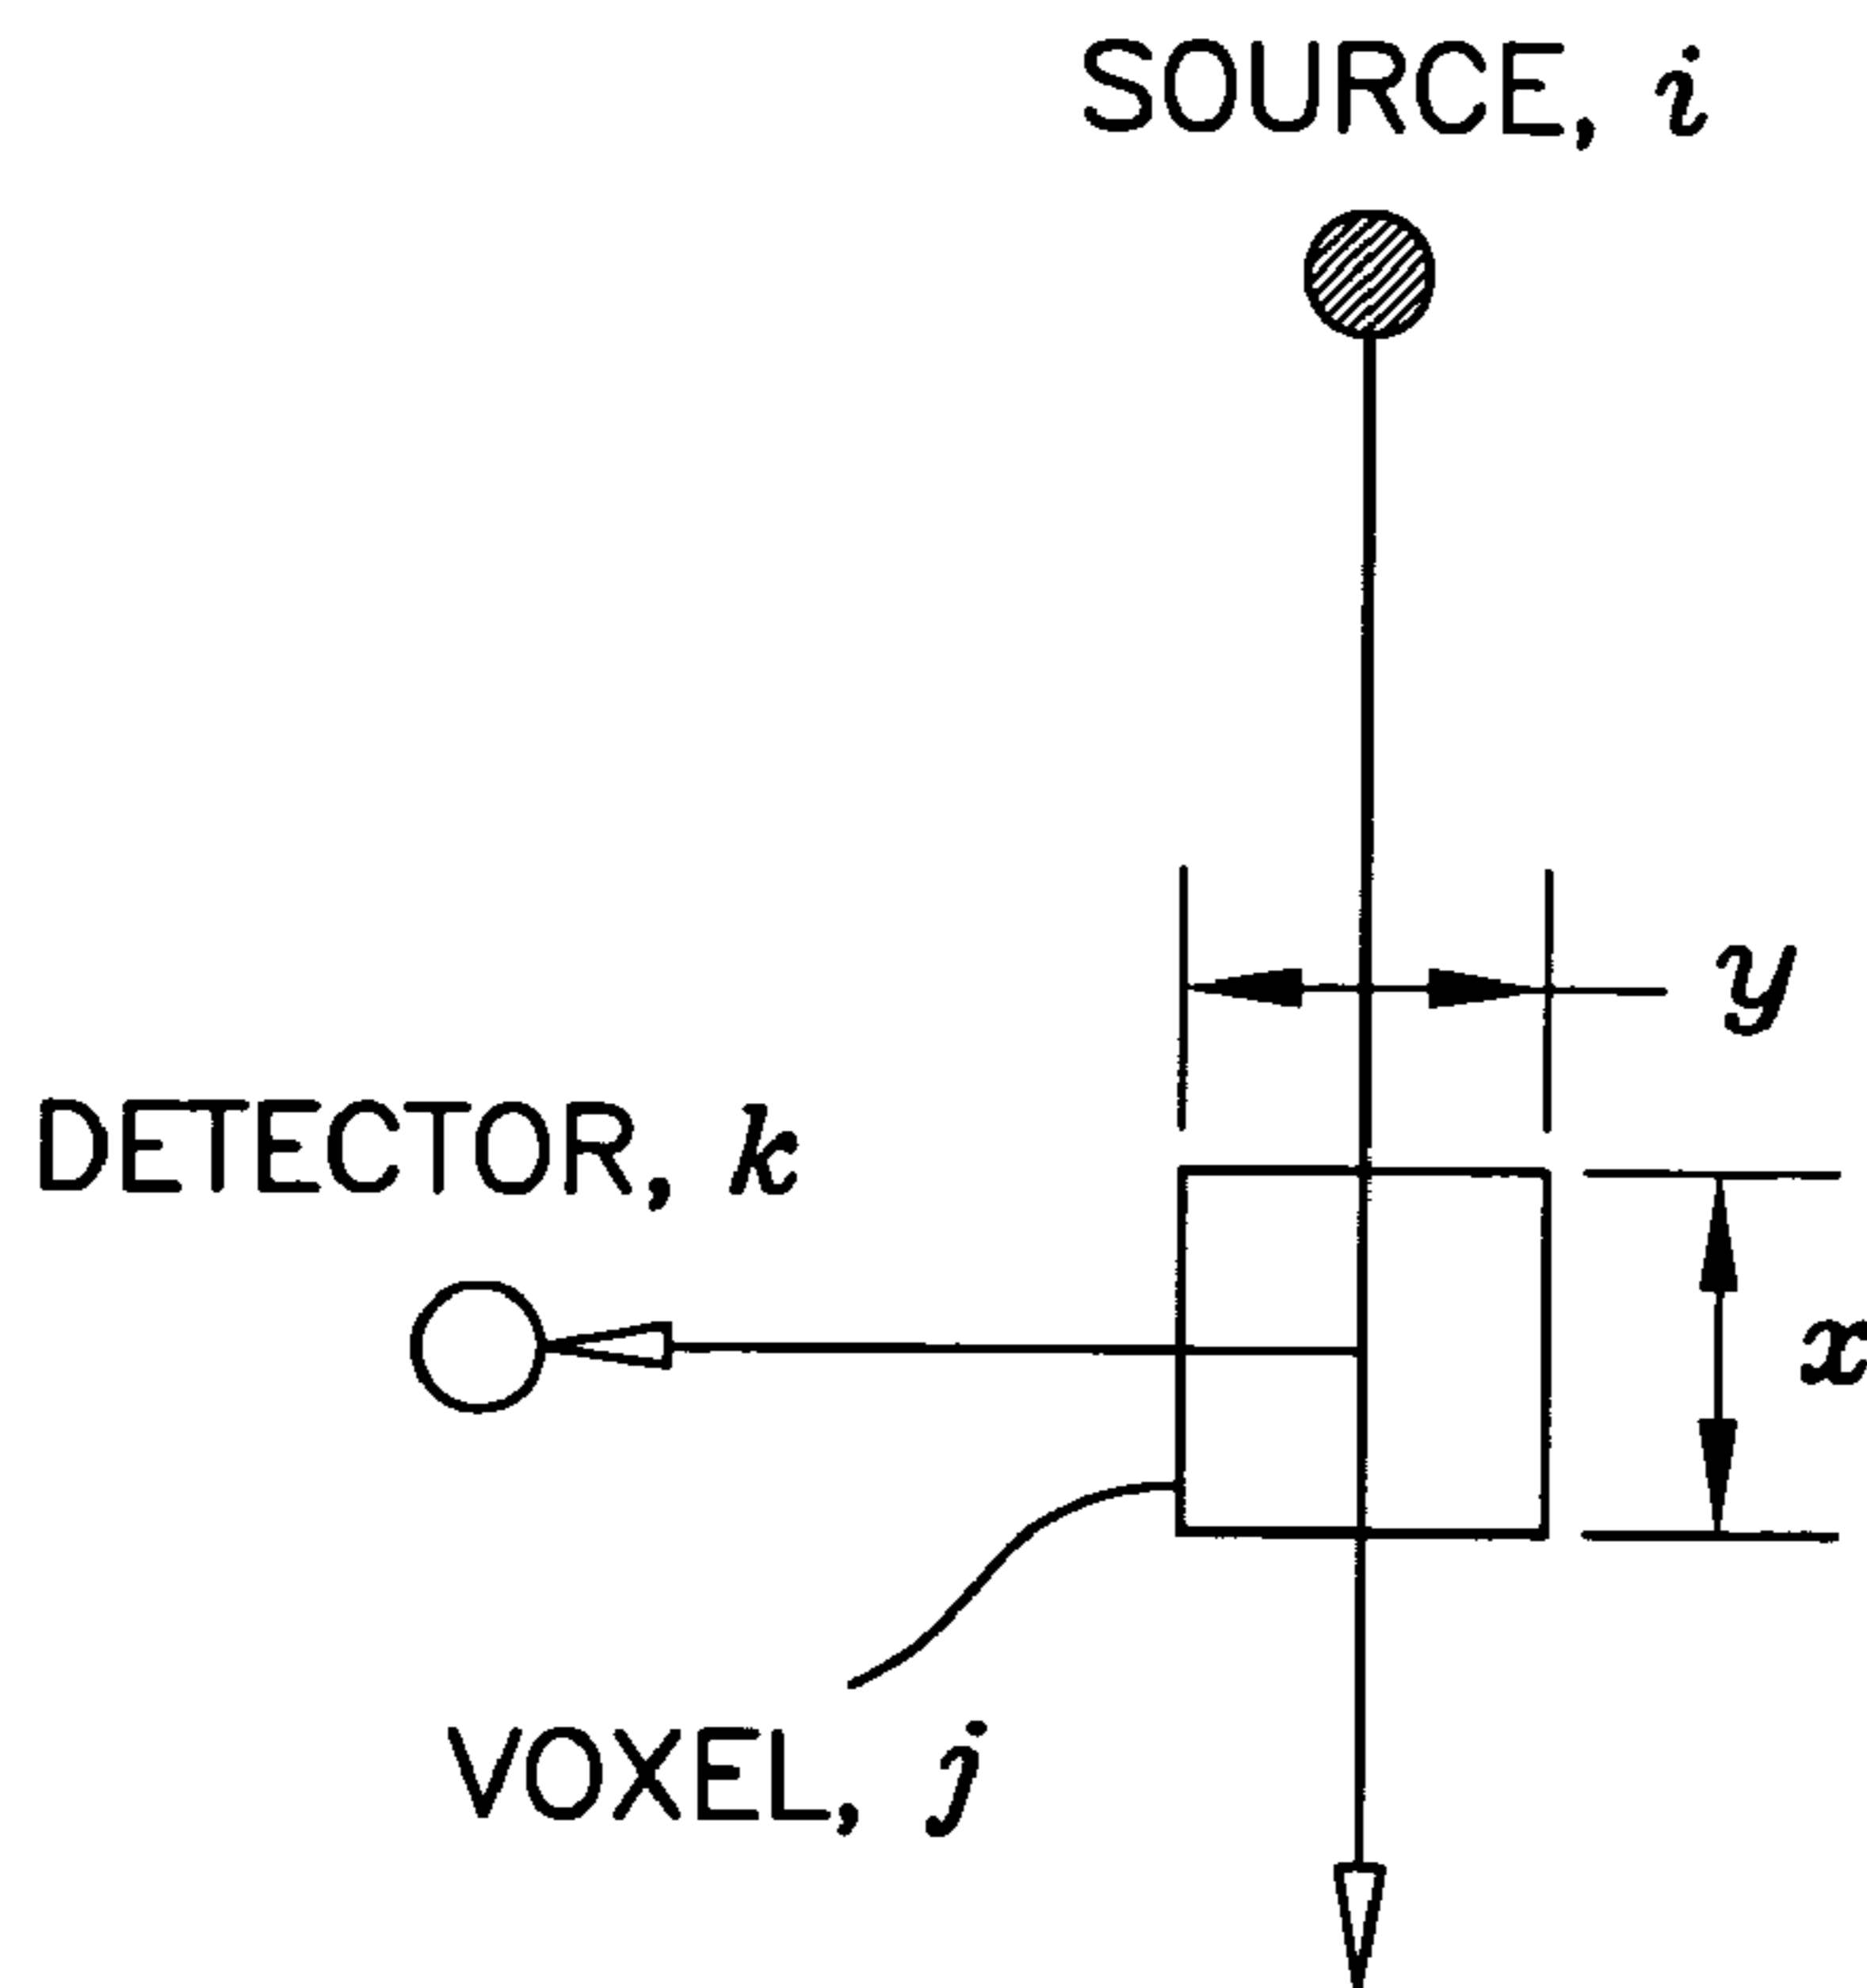 SOURCE, i
y
DETECTOR, k
x
VOXEL, j